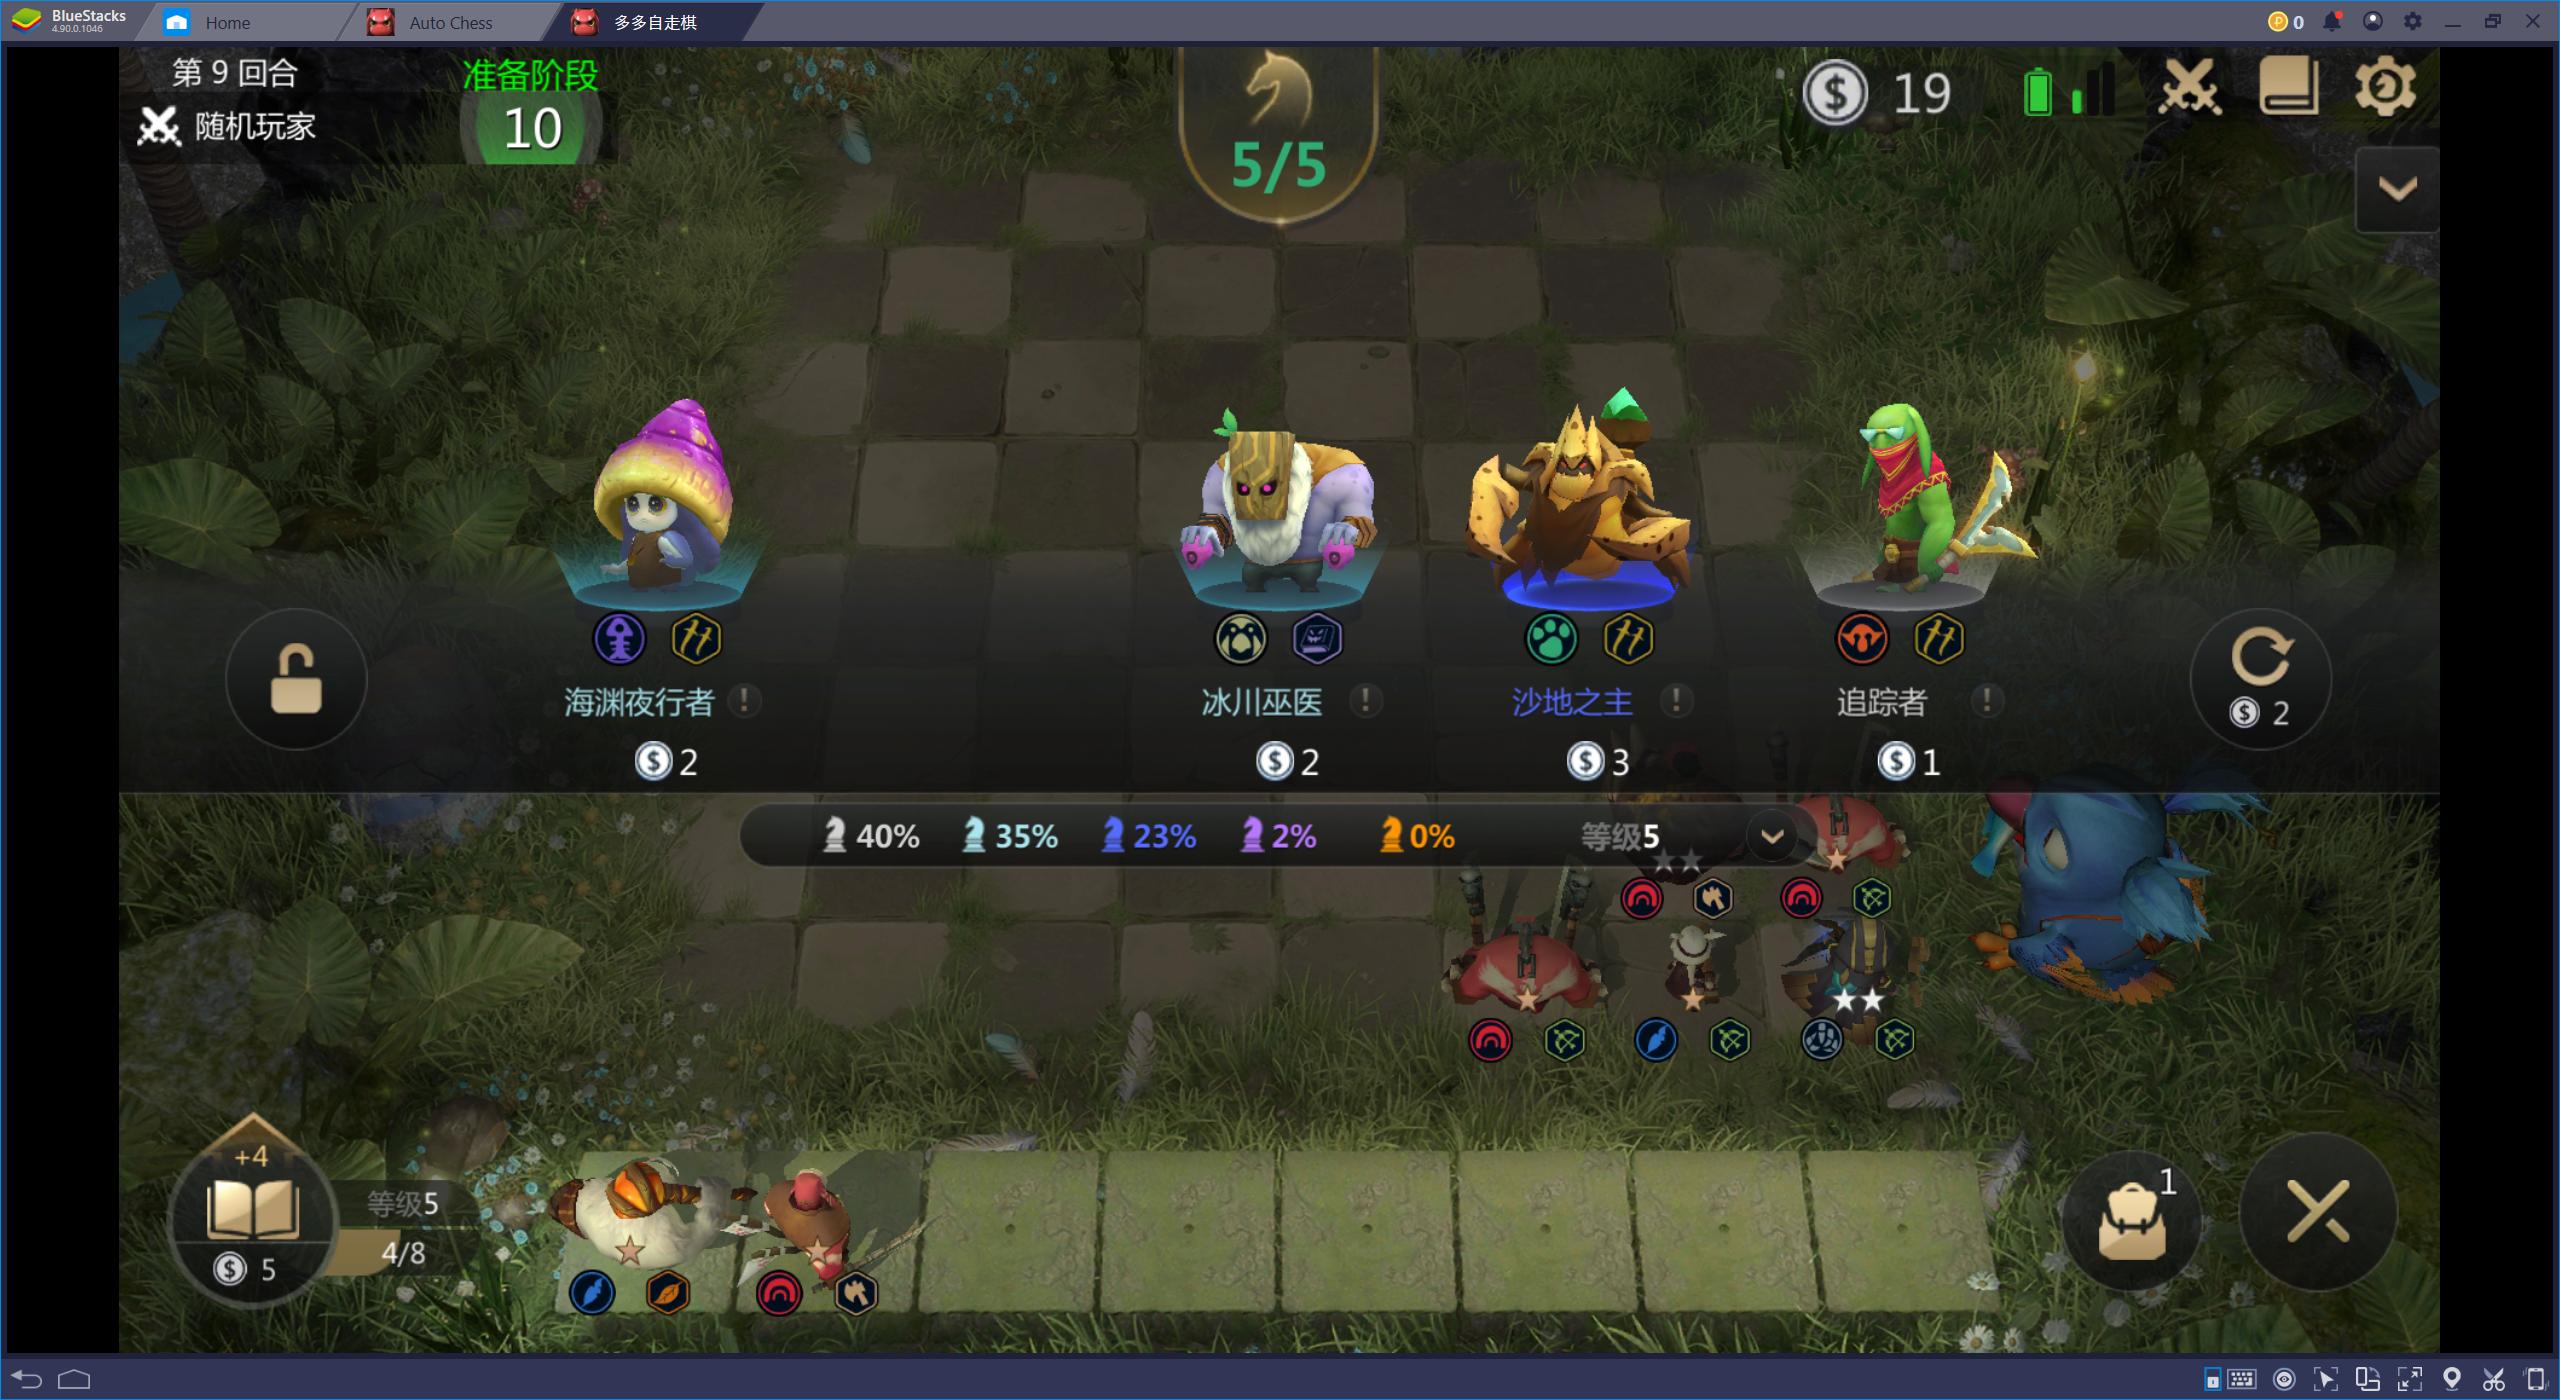 BlueStacks
4.90.0.1046
Home
Auto Chess
多多自走棋
0
第 9 回合
准备阶段
随机玩家
10
5/5
$ 19
海渊夜行者 !
冰川巫医 !
沙地之主 !
追踪者 !
$ 2
$ 2
$ 3
$ 1
$ 2
40%
35%
23%
2%
0%
等级5
+4
等级5
4/8
$ 5
1